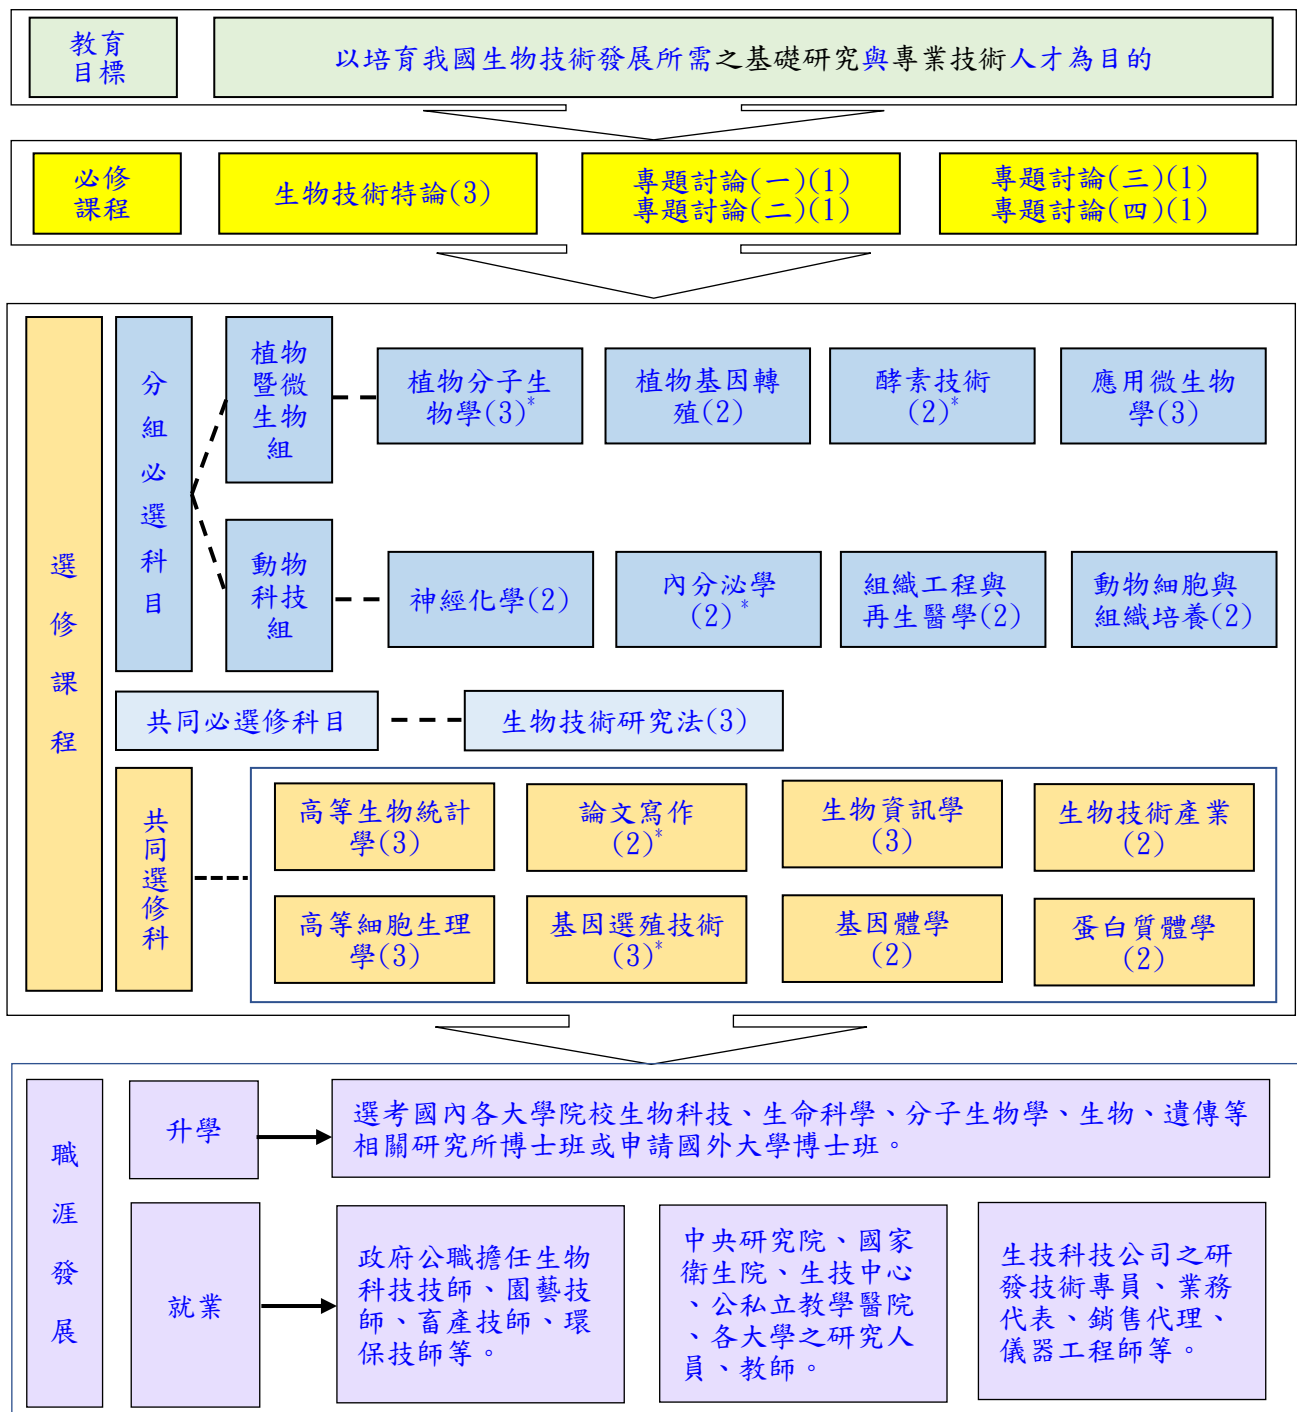 教育
目標
以培育我國生物技術發展所需之基礎研究與專業技術人才為目的
必修
課程
生物技術特論(3)
專題討論(一)(1)
專題討論(二)(1)
專題討論(三)(1)
專題討論(四)(1)
選修課程
分組必選科目
植物
暨微
生物
組
植物分子生
物學(3)*
植物基因轉
殖(2)
酵素技術
(2)*
應用微生物
學(3)
動物
科技
組
神經化學(2)
內分泌學
(2)*
組織工程與
再生醫學(2)
動物細胞與
組織培養(2)
共同必選修科目
生物技術研究法(3)
共同選修科
高等生物統計
學(3)
論文寫作
(2)*
生物資訊學
(3)
生物技術產業
(2)
高等細胞生理
學(3)
基因選殖技術
(3)*
基因體學
(2)
蛋白質體學
(2)
職涯發展
升學
選考國內各大學院校生物科技、生命科學、分子生物學、生物、遺傳等
相關研究所博士班或申請國外大學博士班。
就業
政府公職擔任生物
科技技師、園藝技
師、畜產技師、環
保技師等。
中央研究院、國家
衛生院、生技中心
、公私立教學醫院
、各大學之研究人
員、教師。
生技科技公司之研
發技術專員、業務
代表、銷售代理、
儀器工程師等。